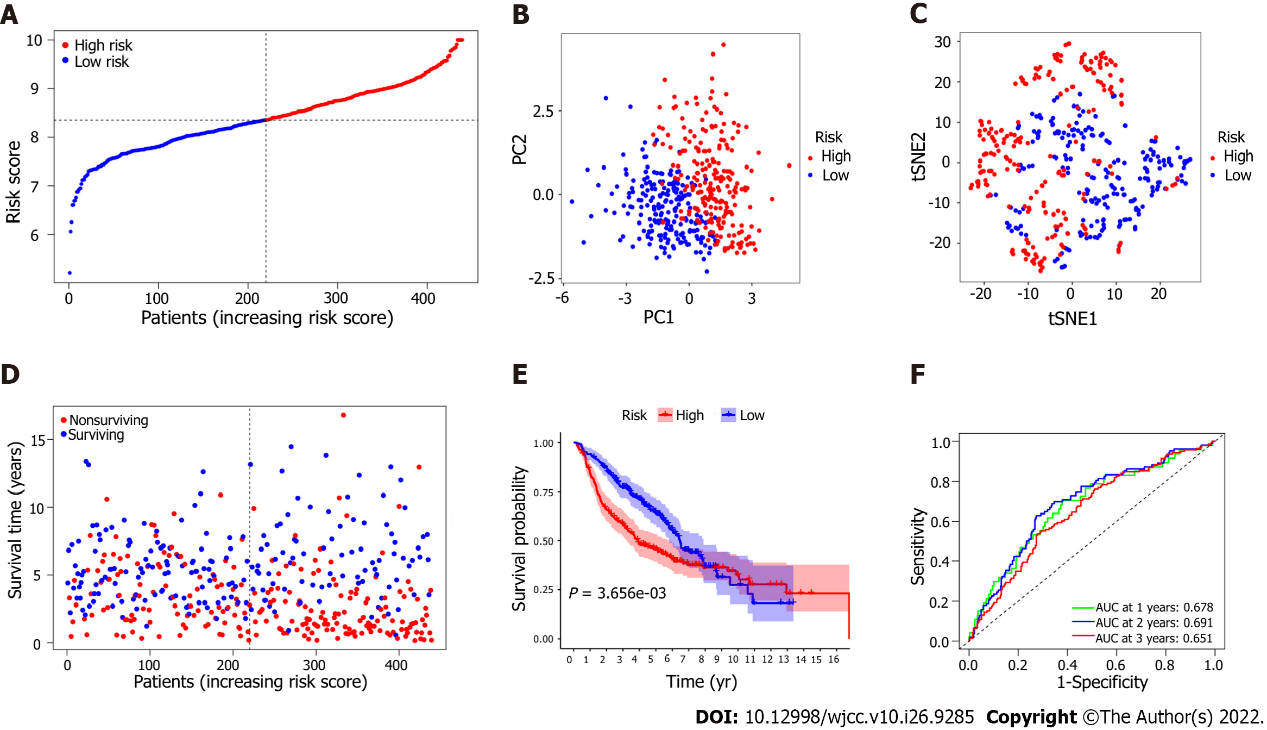 A
10
9
8
7
6
Risk score
High risk
Low risk
0
100
200
300
400
Patients (increasing risk score)
B
2.5
0.0
-2.5
PC2
-6
-3
0
3
PC1
Risk
High
Low
C
30
20
10
0
-10
-20
tSNE2
-20
-10
0
10
20
tSNE1
Risk
High
Low
D
15
10
5
0
Survival time (years)
Nonsurviving
Surviving
0
100
200
300
400
Patients (increasing risk score)
E
Risk High Low
1.00
0.75
0.50
0.25
0.00
Survival probability
P = 3.656e-03
0 1 2 3 4 5 6 7 8 9 10 11 12 13 14 15 16
Time (yr)
F
1.0
0.8
0.6
0.4
0.2
0.0
Sensitivity
AUC at 1 years: 0.678
AUC at 2 years: 0.691
AUC at 3 years: 0.651
0.0
0.2
0.4
0.6
0.8
1.0
1-Specificity
DOI: 10.12998/wjcc.v10.i26.9285 Copyright ©The Author(s) 2022.